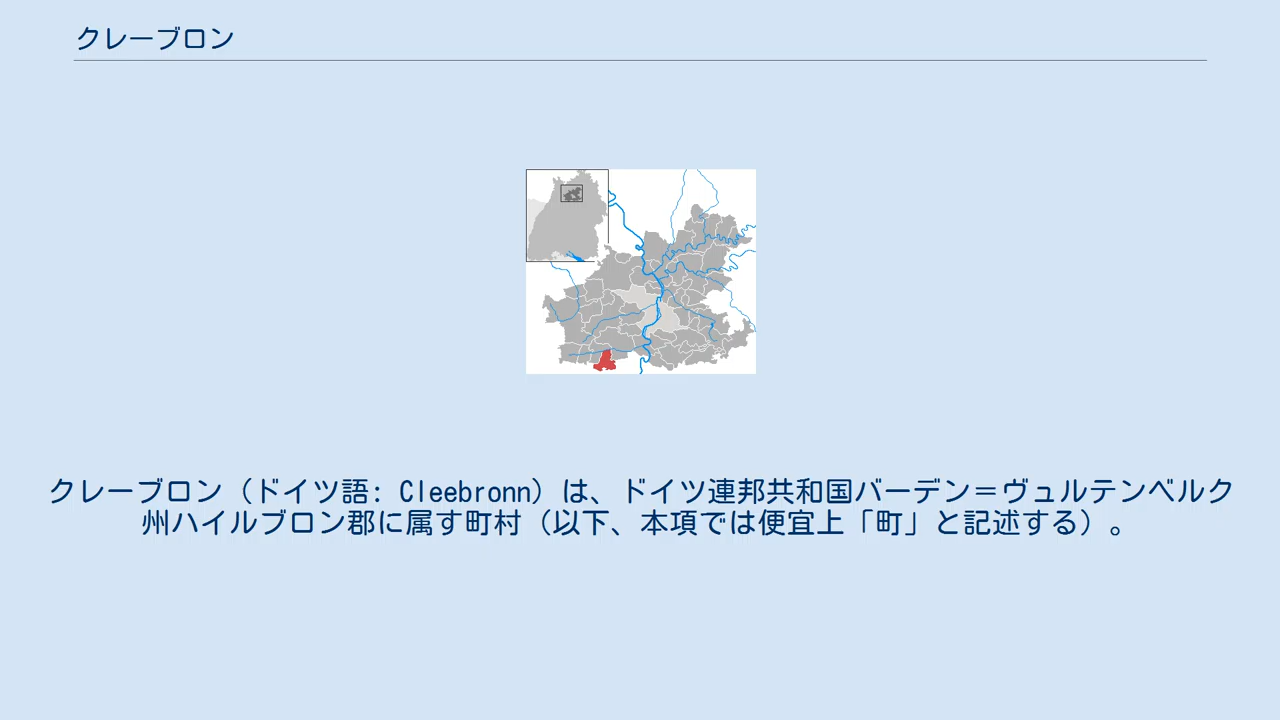 クレーブロン
クレーブロン（ドイツ語: Cleebronn）は、ドイツ連邦共和国バーデン＝ヴュルテンベルク
州ハイルブロン郡に属す町村（以下、本項では便宜上「町」と記述する）。